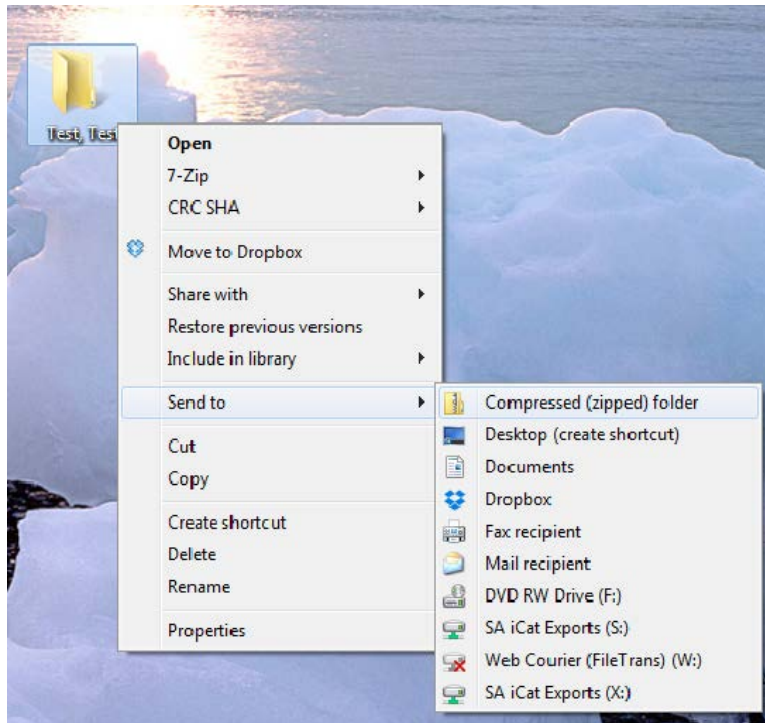 Test, Test
Open
7-Zip
CRC SHA
Move to Dropbox
Share with
Restore previous versions
Include in library
Send to
Cut
Copy
Create shortcut
Delete
Rename
Properties
Compressed (zipped) folder
Desktop (create shortcut)
Documents
Dropbox
Fax recipient
Mail recipient
DVD RW Drive (F:)
SA iCat Exports (S:)
Web Courier (FileTrans) (W:)
SA iCat Exports (X:)